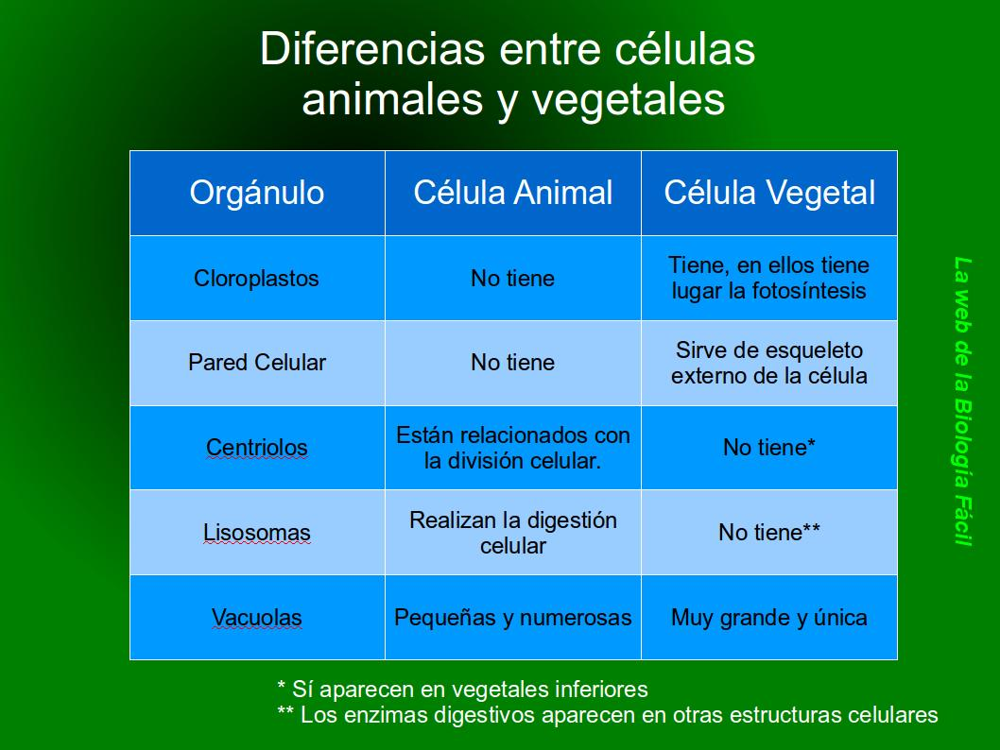 Diferencias entre células
animales y vegetales
Orgánulo
Célula Animal
Célula Vegetal
Cloroplastos
No tiene
Tiene, en ellos tiene
lugar la fotosíntesis
Pared Celular
No tiene
Sirve de esqueleto
externo de la célula
Centriolos
Están relacionados con
la división celular.
No tiene*
Lisosomas
Realizan la digestión
celular
No tiene**
Vacuolas
Pequeñas y numerosas
Muy grande y única
* Sí aparecen en vegetales inferiores
** Los enzimas digestivos aparecen en otras estructuras celulares
La web de la Biología Fácil